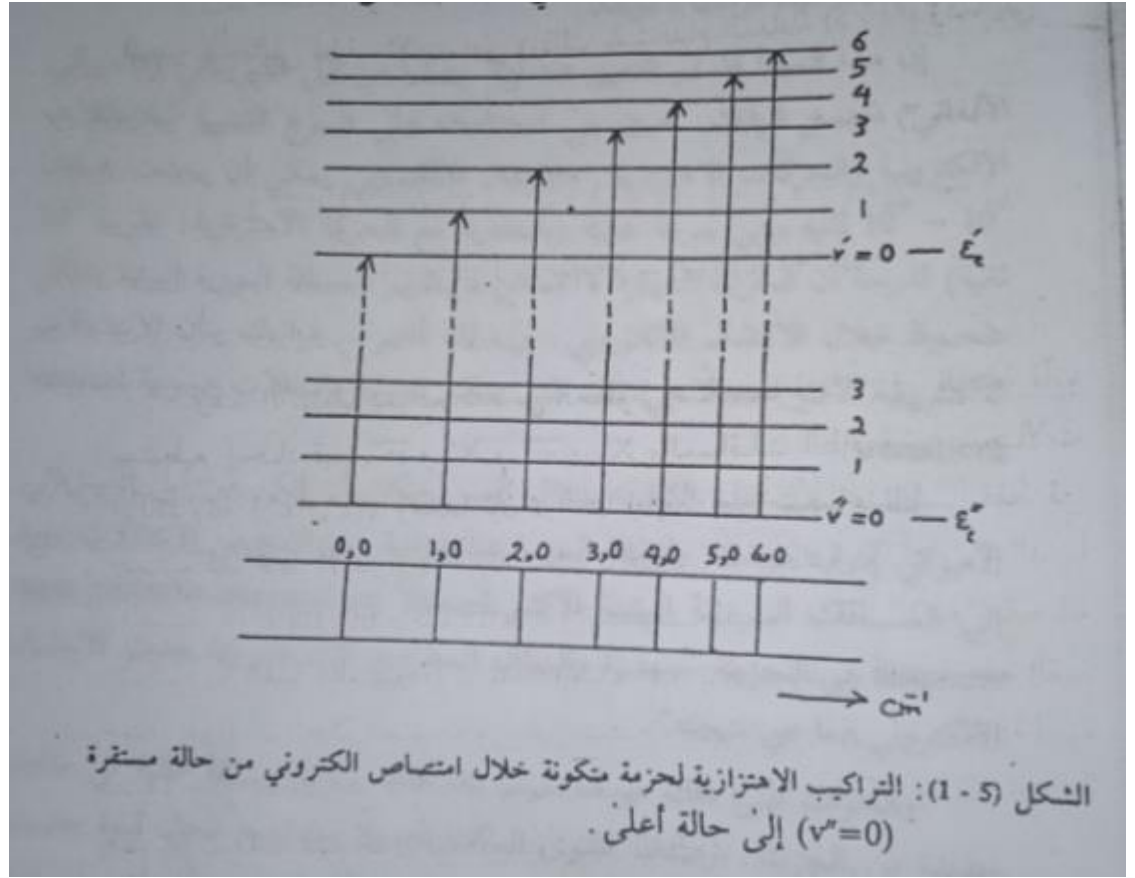 6
5
4
3
2
1
v'=0 — ε'ₑ
3
2
1
v"=0 — ε"ₑ
0,0 1,0 2,0 3,0 4,0 5,0 6,0
cm⁻¹
الشكل (5 - 1): التراكيب الاهتزازية لحزمة متكونة خلال امتصاص الكتروني من حالة مستقرة
(v"=0) إلى حالة أعلى.